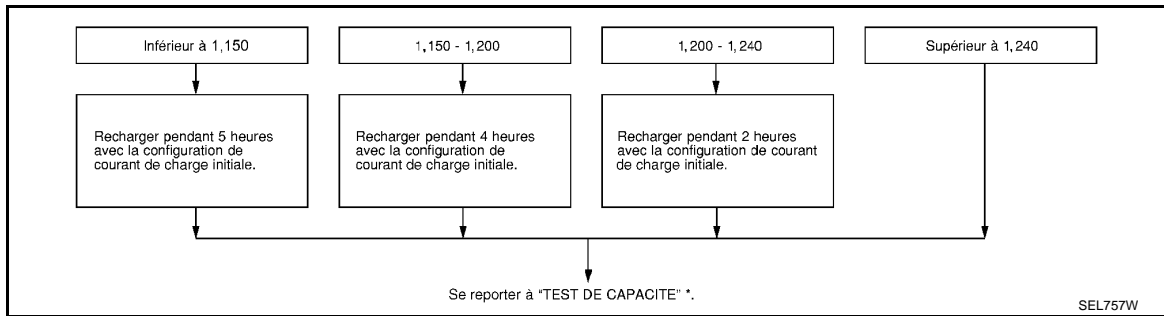 Inférieur à 1,150
1,150 - 1,200
1,200 - 1,240
Supérieur à 1,240
Recharger pendant 5 heures
avec la configuration de
courant de charge initiale.
Recharger pendant 4 heures
avec la configuration de
courant de charge initiale.
Recharger pendant 2 heures
avec la configuration de courant
de charge initiale.
Se reporter à "TEST DE CAPACITE" *.
SEL757W